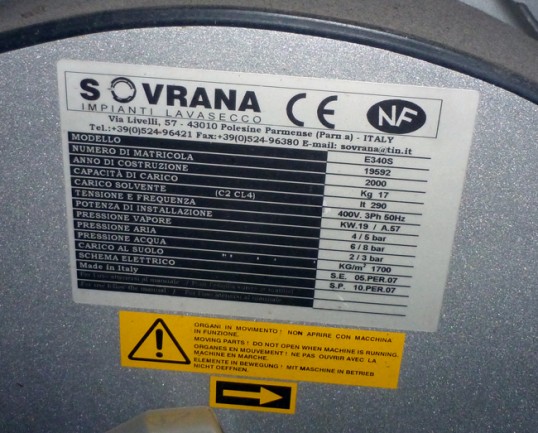 SOVRANA
IMPIANTI LAVASECCO
CE
NF
Via Livelli, 57 - 43010 Polesine Parmense (Parma) - ITALY
Tel.:+39(0)524-96421 Fax:+39(0)524-96380 E-mail: sovrana@tin.it
MODELLO E340S
NUMERO DI MATRICOLA 19592
ANNO DI COSTRUZIONE 2000
CAPACITÀ DI CARICO Kg 17
CARICO SOLVENTE (C2 CL4) lt 290
TENSIONE E FREQUENZA 400V. 3Ph 50Hz
POTENZA DI INSTALLAZIONE KW.19 / A.57
PRESSIONE VAPORE 4 / 5 bar
PRESSIONE ARIA 6 / 8 bar
PRESSIONE ACQUA 2 / 3 bar
CARICO AL SUOLO KG/m² 1700
SCHEMA ELETTRICO S.E. 05.PER.07
Made in Italy S.P. 10.PER.07
ORGANI IN MOVIMENTO ! NON APRIRE CON MACCHINA
IN FUNZIONE.
MOVING PARTS ! DO NOT OPEN WHEN MACHINE IS RUNNING.
ORGANES EN MOUVEMENT ! NE PAS OUVRIR AVEC LA
MACHINE EN MARCHE.
ELEMENTE IN BEWEGUNG ! MIT MASCHINE IN BETRIEB
NICHT OEFFNEN.